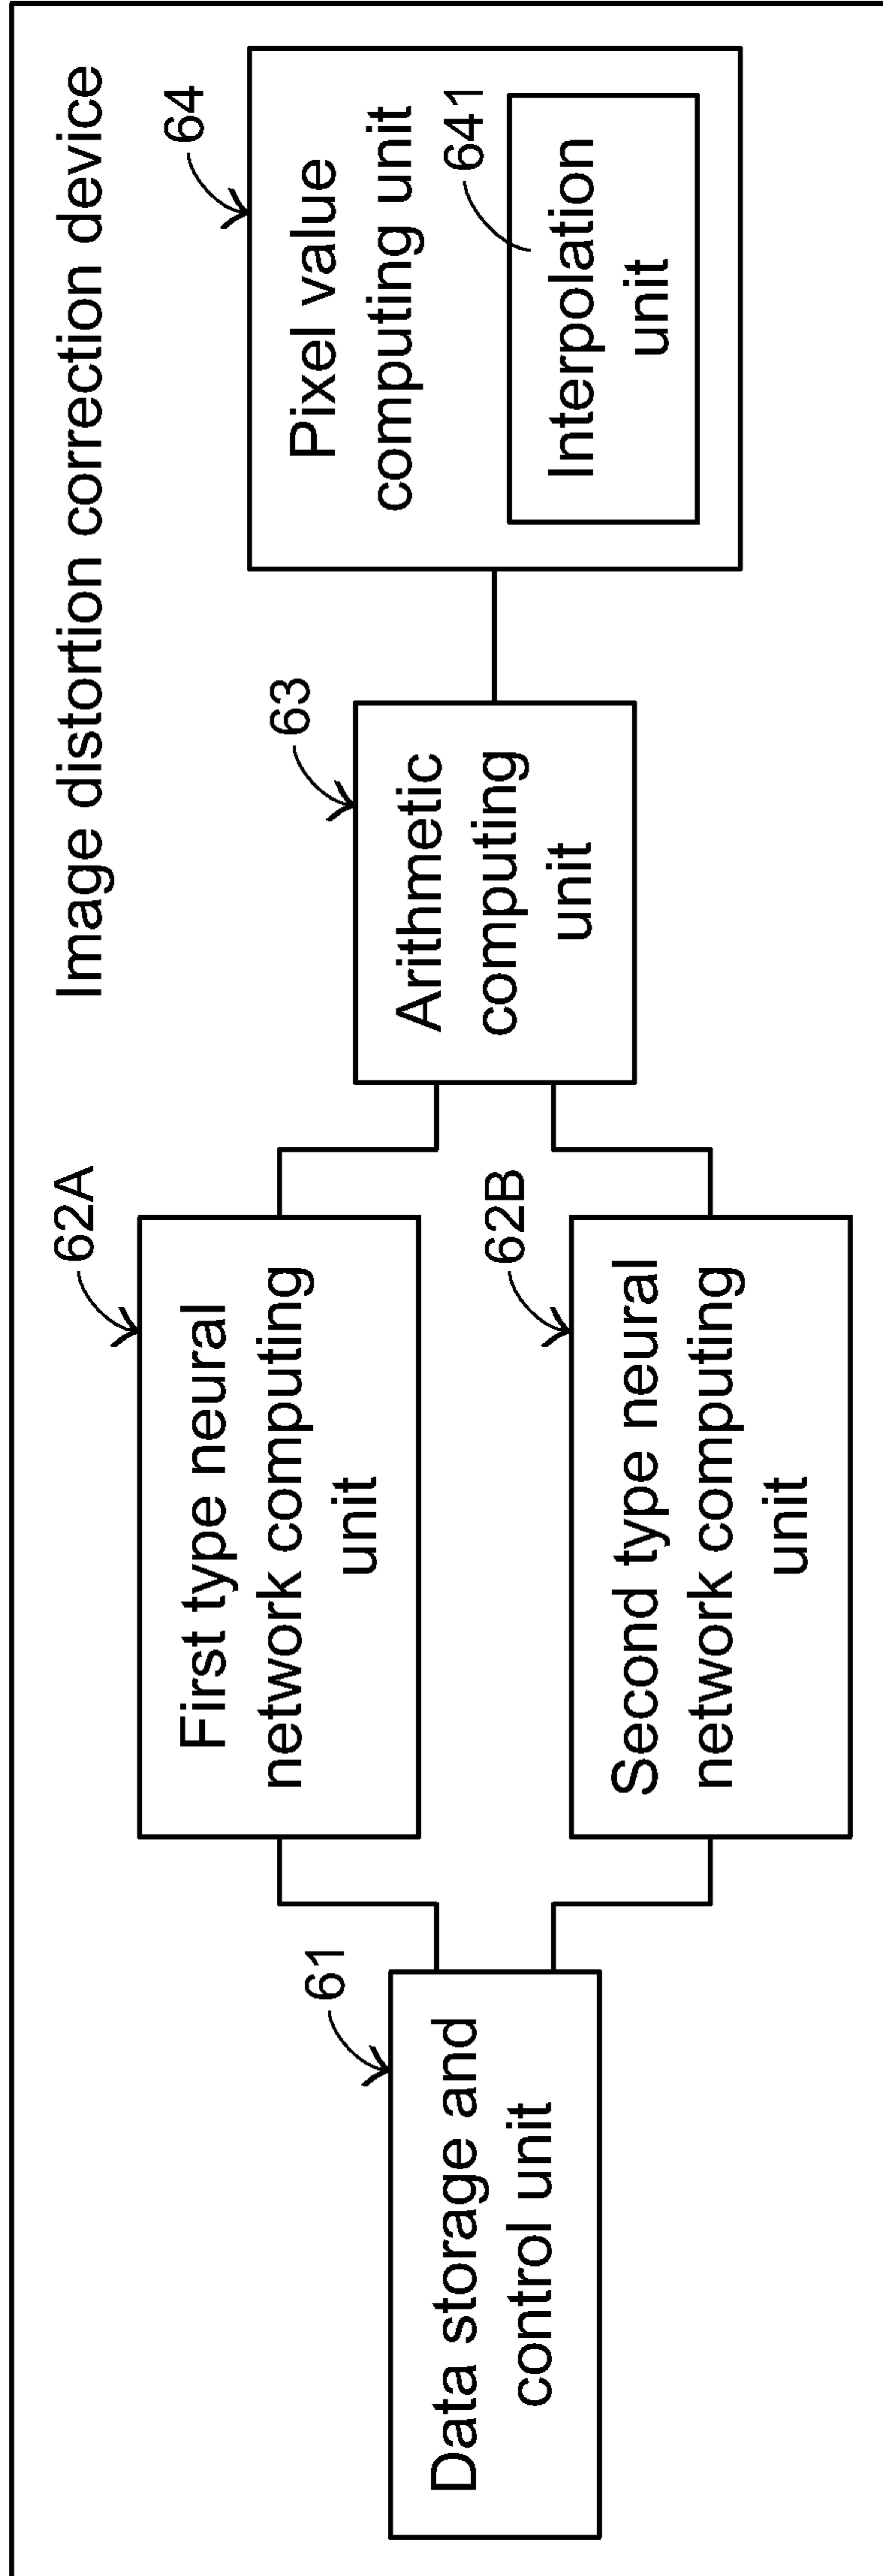 Image distortion correction device
61
Data storage and
control unit
62A
First type neural
network computing
unit
62B
Second type neural
network computing
unit
63
Arithmetic
computing
unit
64
Pixel value
computing unit
641
Interpolation
unit